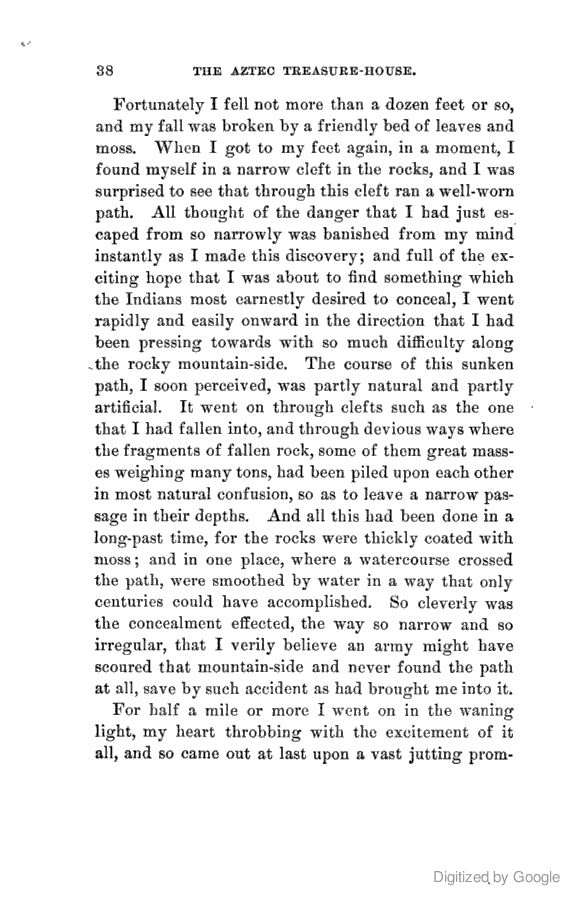 38 THE AZTEC TREASURE-HOUSE.
Fortunately I fell not more than a dozen feet or so,
and my fall was broken by a friendly bed of leaves and
moss. When I got to my feet again, in a moment, I
found myself in a narrow cleft in the rocks, and I was
surprised to see that through this cleft ran a well-worn
path. All thought of the danger that I had just es-
caped from so narrowly was banished from my mind
instantly as I made this discovery; and full of the ex-
citing hope that I was about to find something which
the Indians most earnestly desired to conceal, I went
rapidly and easily onward in the direction that I had
been pressing towards with so much difficulty along
the rocky mountain-side. The course of this sunken
path, I soon perceived, was partly natural and partly
artificial. It went on through clefts such as the one
that I had fallen into, and through devious ways where
the fragments of fallen rock, some of them great mass-
es weighing many tons, had been piled upon each other
in most natural confusion, so as to leave a narrow pas-
sage in their depths. And all this had been done in a
long-past time, for the rocks were thickly coated with
moss; and in one place, where a watercourse crossed
the path, were smoothed by water in a way that only
centuries could have accomplished. So cleverly was
the concealment effected, the way so narrow and so
irregular, that I verily believe an army might have
scoured that mountain-side and never found the path
at all, save by such accident as had brought me into it.
For half a mile or more I went on in the waning
light, my heart throbbing with the excitement of it
all, and so came out at last upon a vast jutting prom-
Digitized by Google